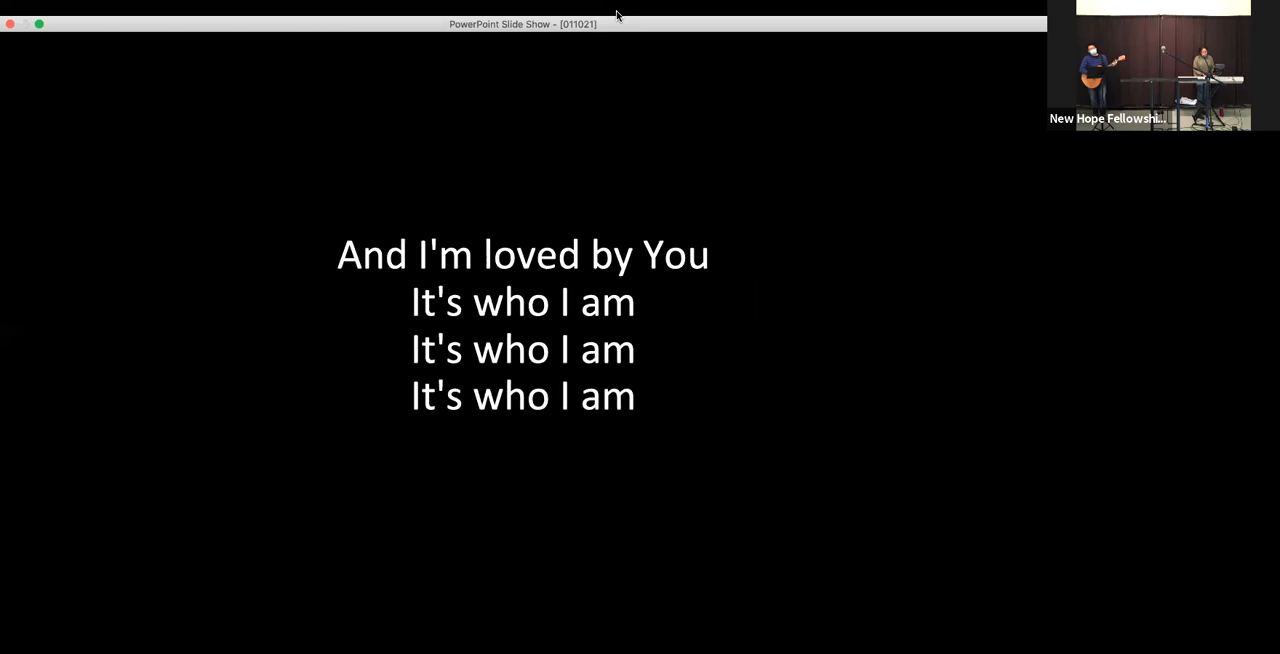 PowerPoint Slide Show - [011021]
New Hope Fellowshi...
And I'm loved by You
It's who I am
It's who I am
It's who I am